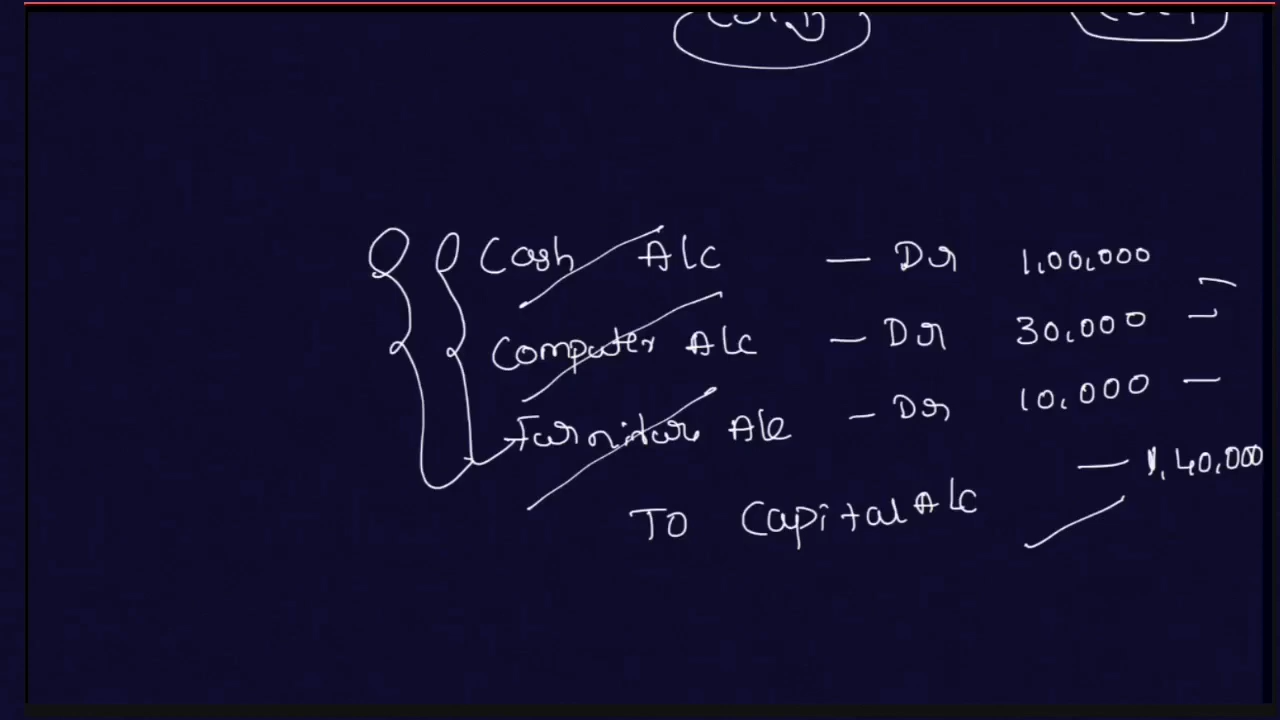 Cash A/c — Dr 1,00,000
Computer A/c — Dr 30,000 —
Furniture A/c — Dr 10,000 —
To Capital A/c — 1,40,000